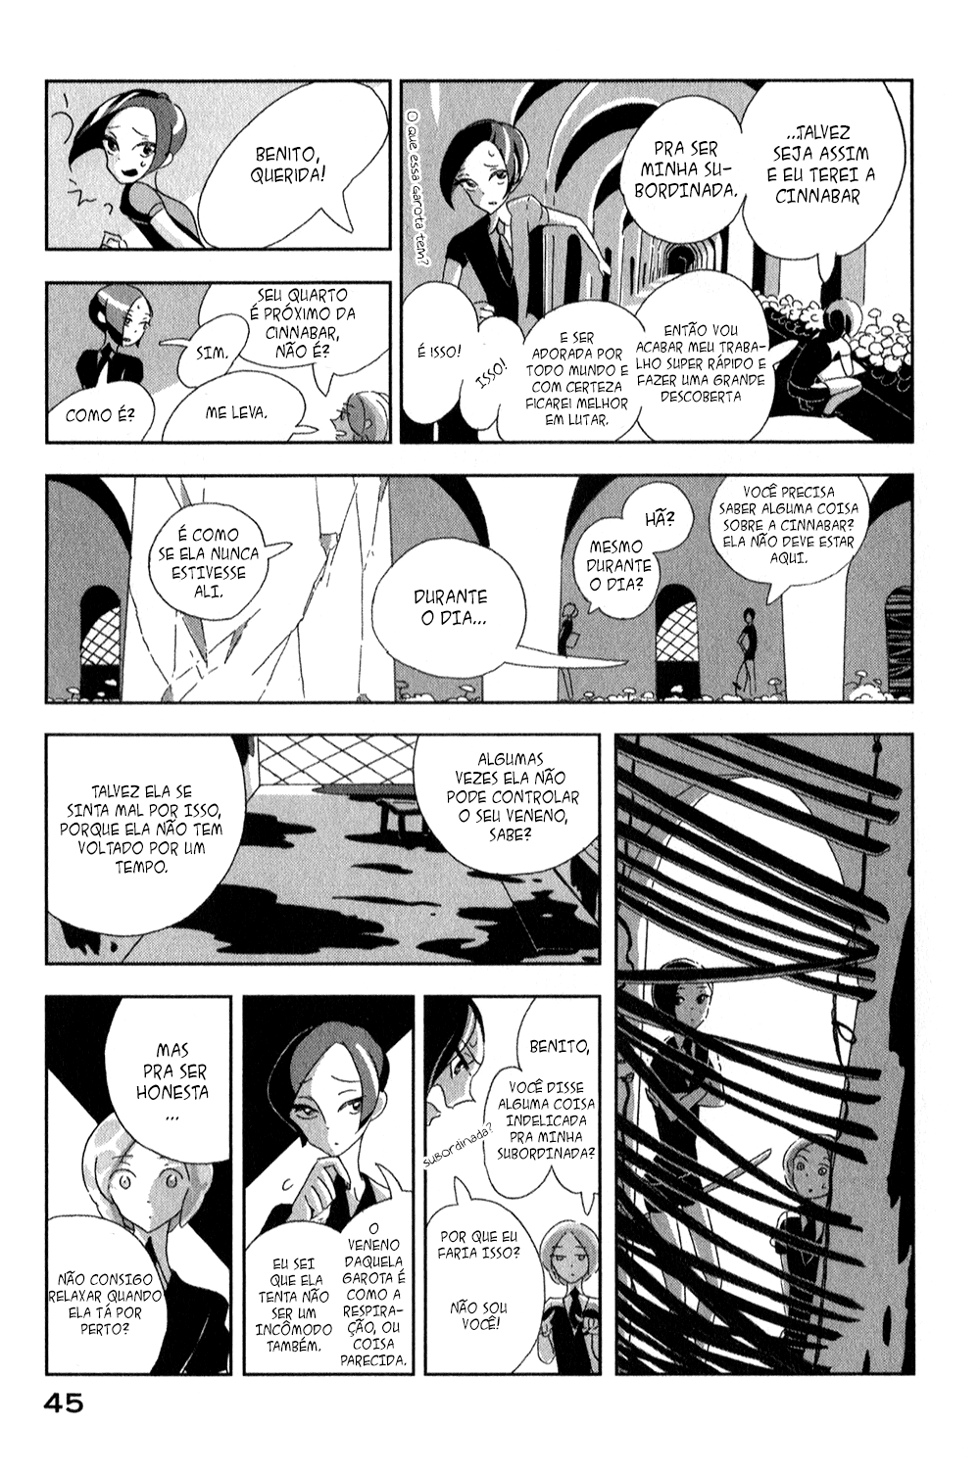 ...TALVEZ
SEJA ASSIM
E EU TEREI A
CINNABAR
PRA SER
MINHA SU-
BORDINADA.
ENTÃO VOU
ACABAR MEU TRABA-
LHO SUPER RÁPIDO E
FAZER UMA GRANDE
DESCOBERTA
E SER
ADORADA POR
TODO MUNDO E
COM CERTEZA
FICAREI MELHOR
EM LUTAR.
ISSO!
É ISSO!
O que essa garota tem?
BENITO,
QUERIDA!
SEU QUARTO
É PRÓXIMO DA
CINNABAR,
NÃO É?
SIM.
ME LEVA.
COMO É?
VOCÊ PRECISA
SABER ALGUMA COISA
SOBRE A CINNABAR?
ELA NÃO DEVE ESTAR
AQUI.
HÃ?
MESMO
DURANTE
O DIA?
DURANTE
O DIA...
É COMO
SE ELA NUNCA
ESTIVESSE
ALI.
ALGUMAS
VEZES ELA NÃO
PODE CONTROLAR
O SEU VENENO,
SABE?
TALVEZ ELA SE
SINTA MAL POR ISSO,
PORQUE ELA NÃO TEM
VOLTADO POR UM
TEMPO.
BENITO,
VOCÊ DISSE
ALGUMA COISA
INDELICADA
PRA MINHA
SUBORDINADA?
subordinada?
POR QUE EU
FARIA ISSO?
NÃO SOU
VOCÊ!
O
VENENO
DAQUELA
GAROTA É
COMO A
RESPIRA-
ÇÃO, OU
COISA
PARECIDA.
EU SEI
QUE ELA
TENTA NÃO
SER UM
INCÔMODO
TAMBÉM.
MAS
PRA SER
HONESTA
...
NÃO CONSIGO
RELAXAR QUANDO
ELA TÁ POR
PERTO?
45